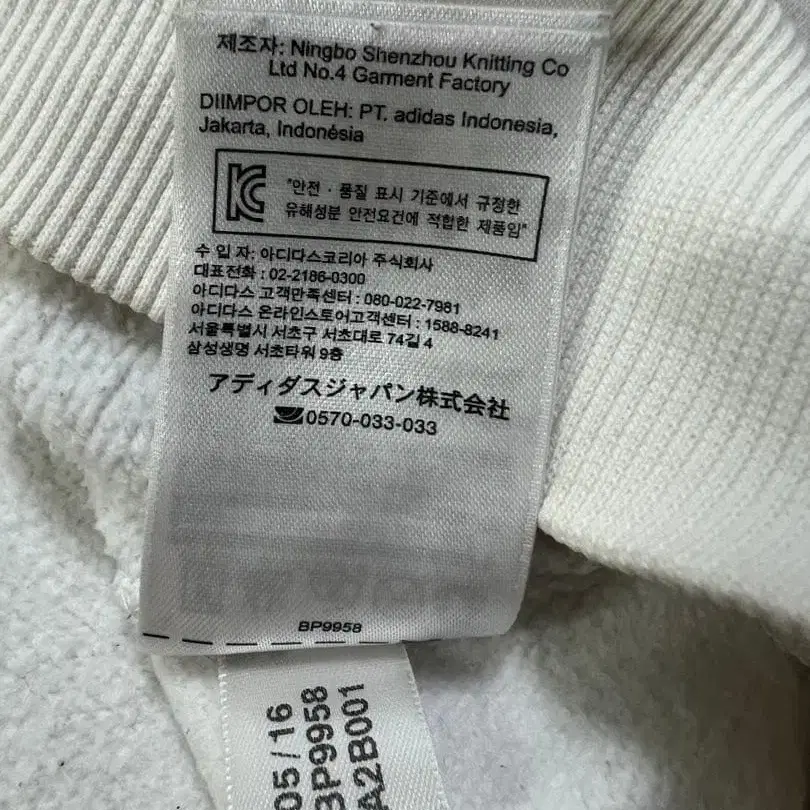 제조자: Ningbo Shenzhou Knitting Co
Ltd No.4 Garment Factory
DIIMPOR OLEH: PT. adidas Indonesia,
Jakarta, Indonésia
"안전 · 품질 표시 기준에서 규정한
유해성분 안전요건에 적합한 제품임"
수 입 자: 아디다스코리아 주식회사
대표전화 : 02-2186-0300
아디다스 고객만족센터 : 080-022-7981
아디다스 온라인스토어고객센터 : 1588-8241
서울특별시 서초구 서초대로 74길 4
삼성생명 서초타워 9층
アディダスジャパン株式会社
0570-033-033
BP9958
05/16
BP9958
A2B001